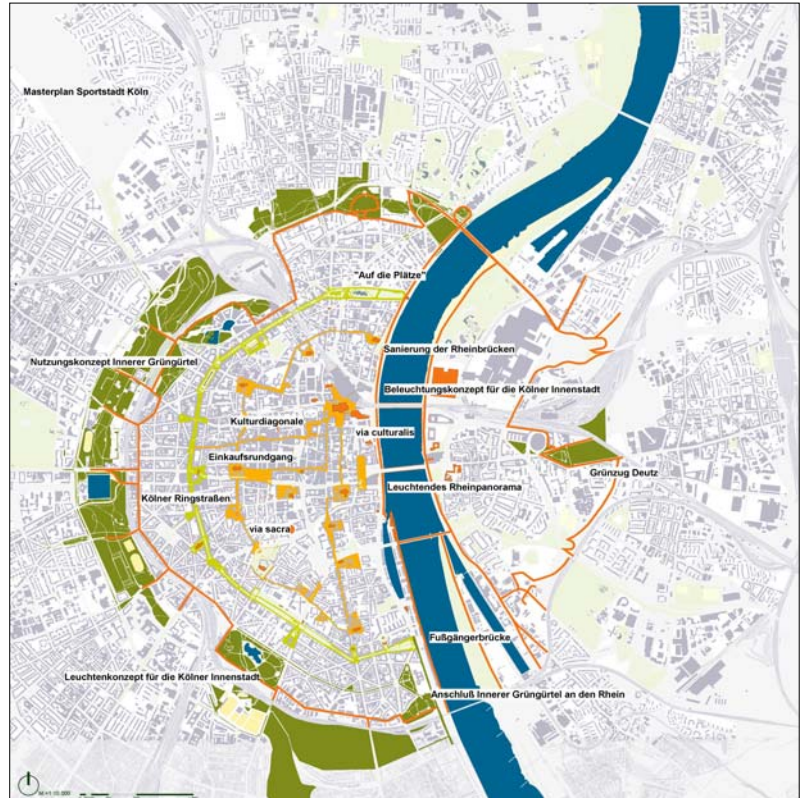 Masterplan Sportstadt Köln
"Auf die Plätze"
Sanierung der Rheinbrücken
Nutzungskonzept Innerer Grüngürtel
Beleuchtungskonzept für die Kölner Innenstadt
Kulturdiagonale
via culturalis
Einkaufsrundgang
Grünzug Deutz
Leuchtendes Rheinpanorama
Kölner Ringstraßen
via sacra
Fußgängerbrücke
Leuchtenkonzept für die Kölner Innenstadt
Anschluß Innerer Grüngürtel an den Rhein